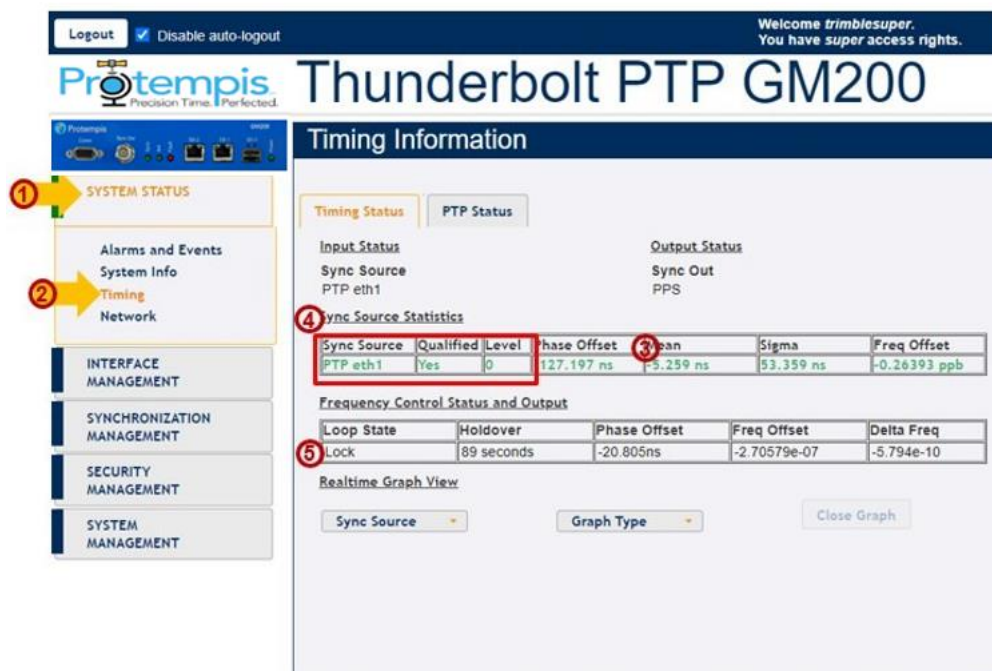 Logout Disable auto-logout
Welcome trimblesuper.
You have super access rights.
Protempis
Precision Time. Perfected.
Thunderbolt PTP GM200
Protempis GM200
Timing Information
1
SYSTEM STATUS
Alarms and Events
System Info
2
Timing
Network
INTERFACE
MANAGEMENT
SYNCHRONIZATION
MANAGEMENT
SECURITY
MANAGEMENT
SYSTEM
MANAGEMENT
Timing Status PTP Status
Input Status Output Status
Sync Source Sync Out
PTP eth1 PPS
4 Sync Source Statistics
Sync Source Qualified Level Phase Offset 3 Mean Sigma Freq Offset
PTP eth1 Yes 0 127.197 ns -5.259 ns 53.359 ns -0.26393 ppb
Frequency Control Status and Output
Loop State Holdover Phase Offset Freq Offset Delta Freq
5 Lock 89 seconds -20.805ns -2.70579e-07 -5.794e-10
Realtime Graph View
Sync Source Graph Type Close Graph